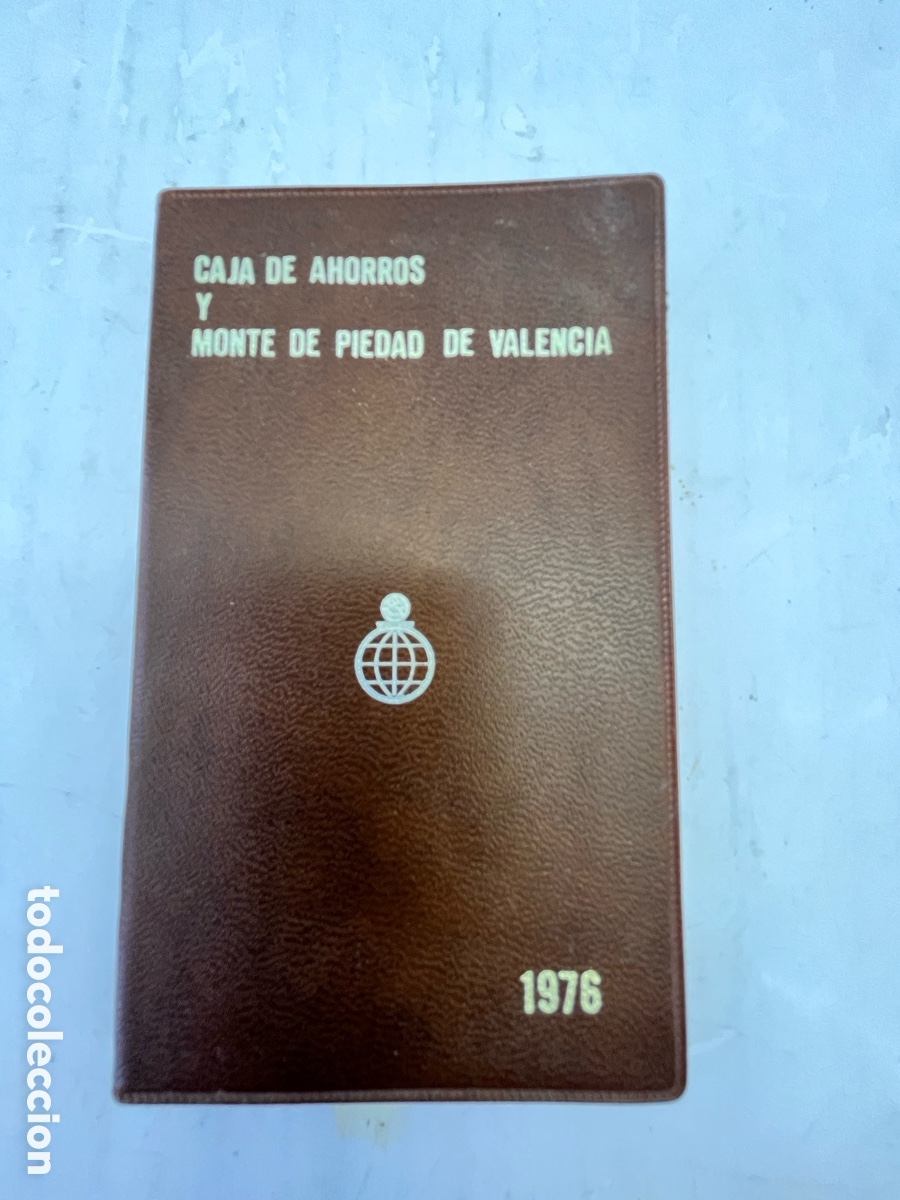 CAJA DE AHORROS
Y
MONTE DE PIEDAD DE VALENCIA
1976
todocoleccion